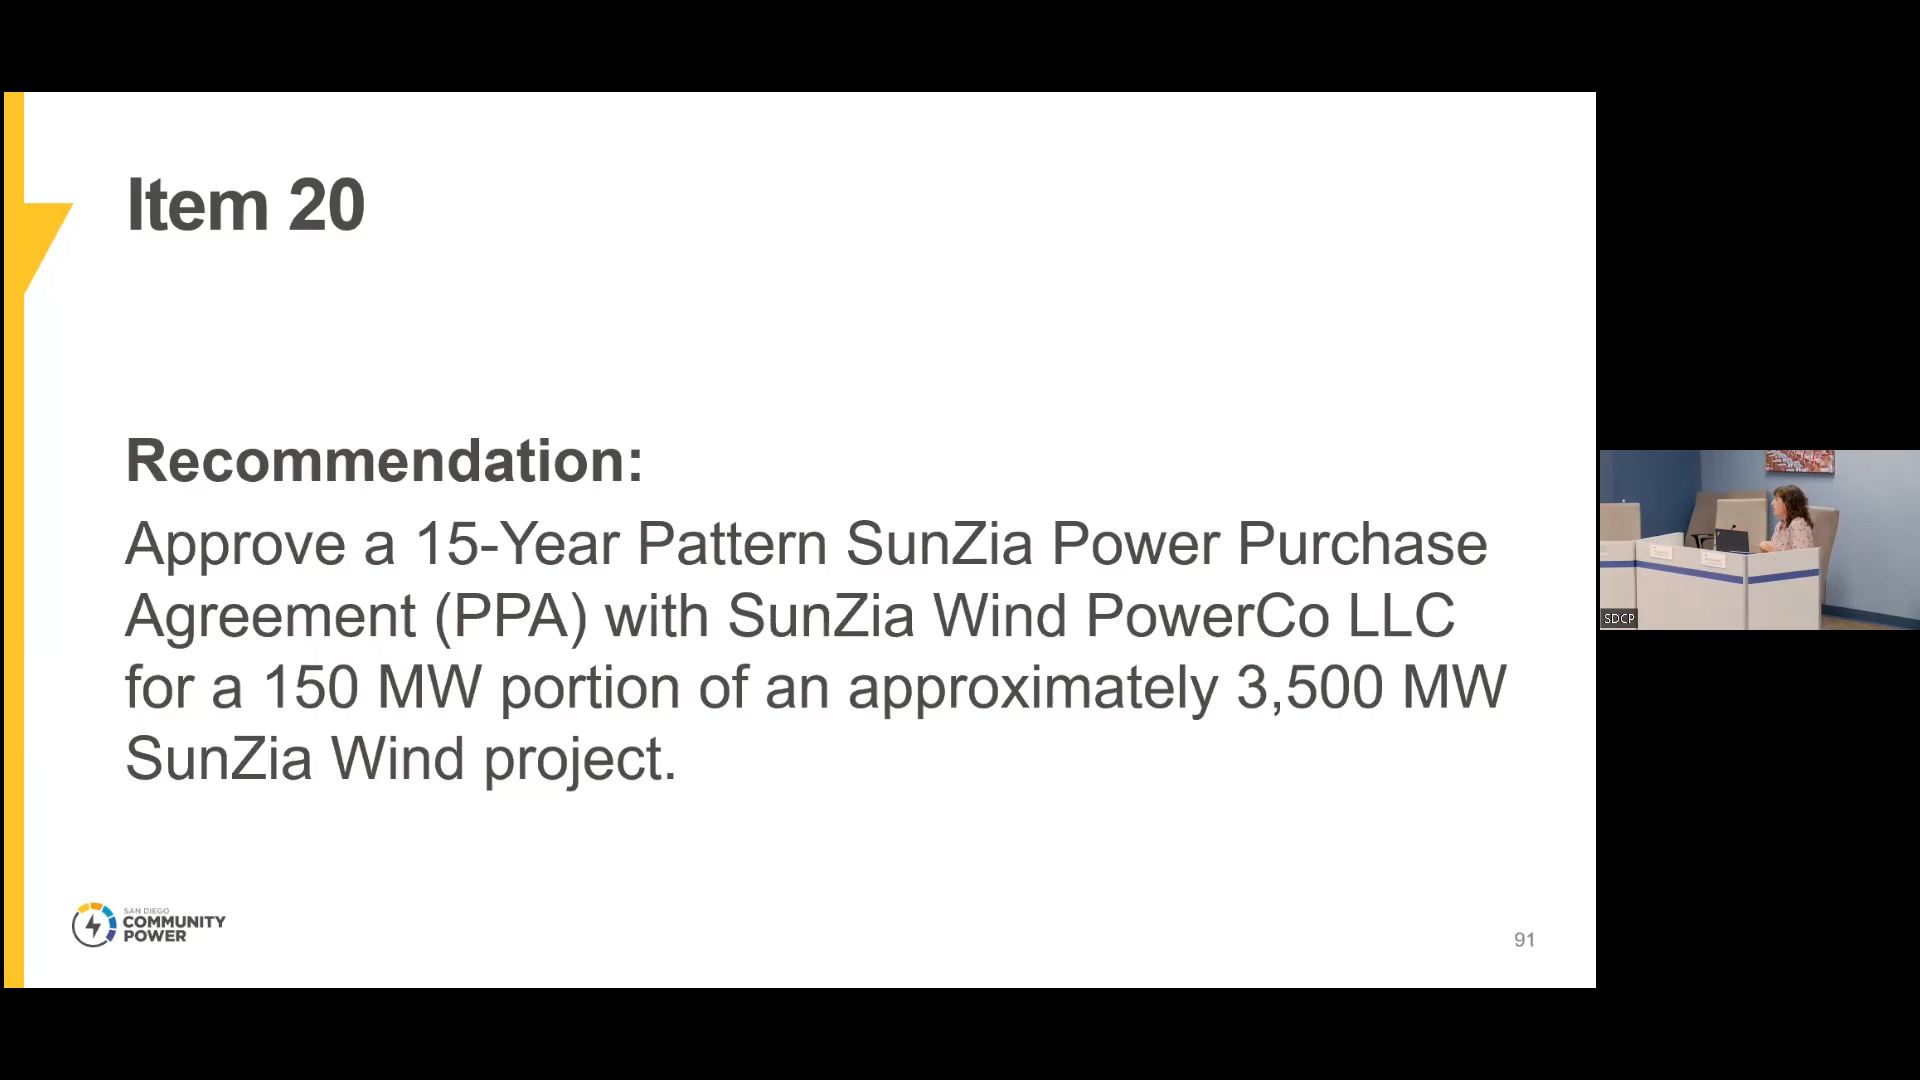 Item 20
Recommendation:
Approve a 15-Year Pattern SunZia Power Purchase
Agreement (PPA) with SunZia Wind PowerCo LLC
for a 150 MW portion of an approximately 3,500 MW
SunZia Wind project.
SAN DIEGO
COMMUNITY
POWER
91
SDCP